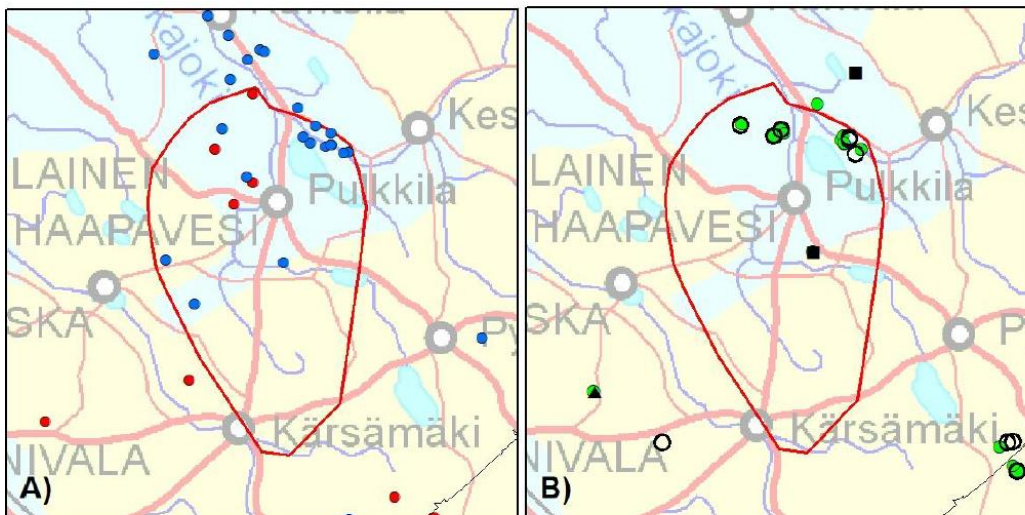 Kajoki
Kes
LAINEN
Pulkkila
HAAPAVESI
SKA
Py
Kärsämäki
NIVALA
A)
Kajoki
Kes
LAINEN
Pulkkila
HAAPAVESI
SKA
P
Kärsämäki
NIVALA
B)